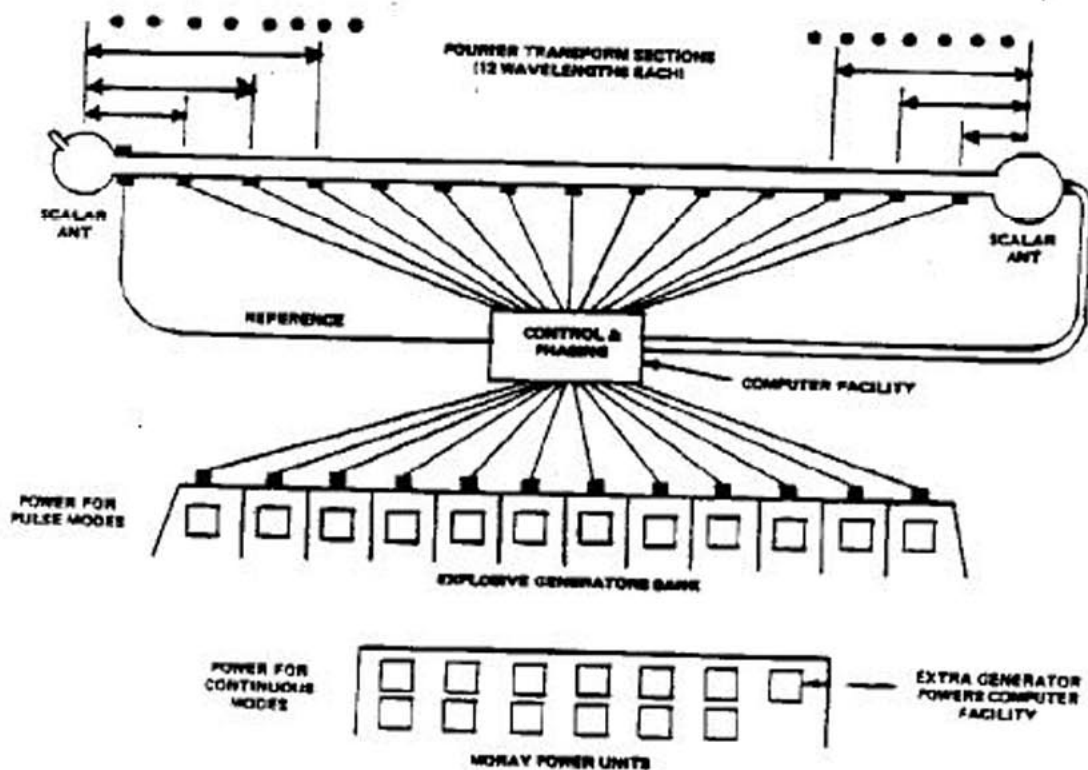 FOURIER TRANSFORM SECTIONS
(12 WAVELENGTHS EACH)
SCALAR
ANT
SCALAR
ANT
REFERENCE
CONTROL &
PHASING
COMPUTER FACILITY
POWER FOR
PULSE MODES
EXPLOSIVE GENERATORS BANK
POWER FOR
CONTINUOUS
MODES
EXTRA GENERATOR
POWERS COMPUTER
FACILITY
MORAY POWER UNITS